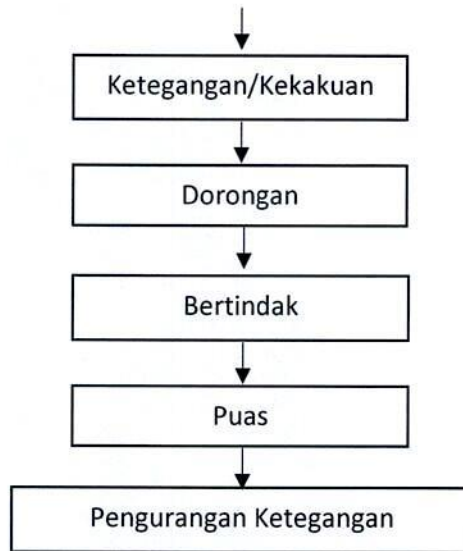 Ketegangan/Kekakuan
Dorongan
Bertindak
Puas
Pengurangan Ketegangan